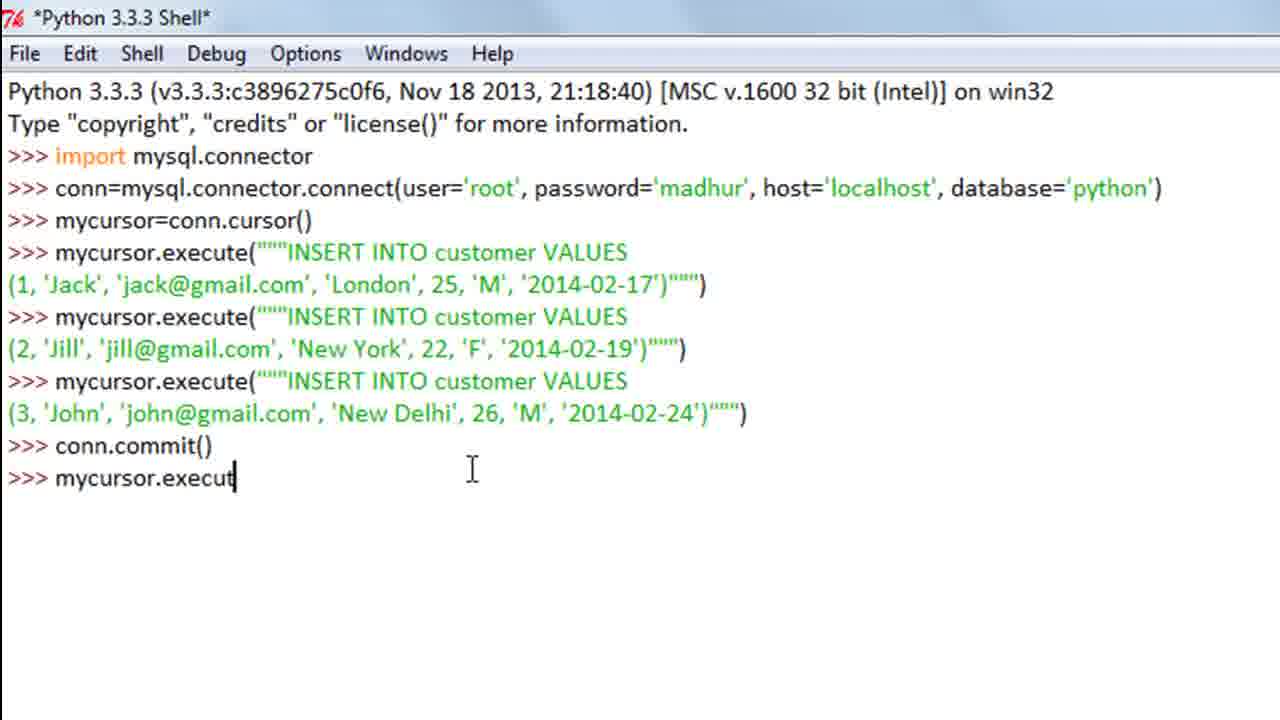 *Python 3.3.3 Shell*
File Edit Shell Debug Options Windows Help
Python 3.3.3 (v3.3.3:c3896275c0f6, Nov 18 2013, 21:18:40) [MSC v.1600 32 bit (Intel)] on win32
Type "copyright", "credits" or "license()" for more information.
>>> import mysql.connector
>>> conn=mysql.connector.connect(user='root', password='madhur', host='localhost', database='python')
>>> mycursor=conn.cursor()
>>> mycursor.execute("""INSERT INTO customer VALUES
(1, 'Jack', 'jack@gmail.com', 'London', 25, 'M', '2014-02-17')""")
>>> mycursor.execute("""INSERT INTO customer VALUES
(2, 'Jill', 'jill@gmail.com', 'New York', 22, 'F', '2014-02-19')""")
>>> mycursor.execute("""INSERT INTO customer VALUES
(3, 'John', 'john@gmail.com', 'New Delhi', 26, 'M', '2014-02-24')""")
>>> conn.commit()
>>> mycursor.execut